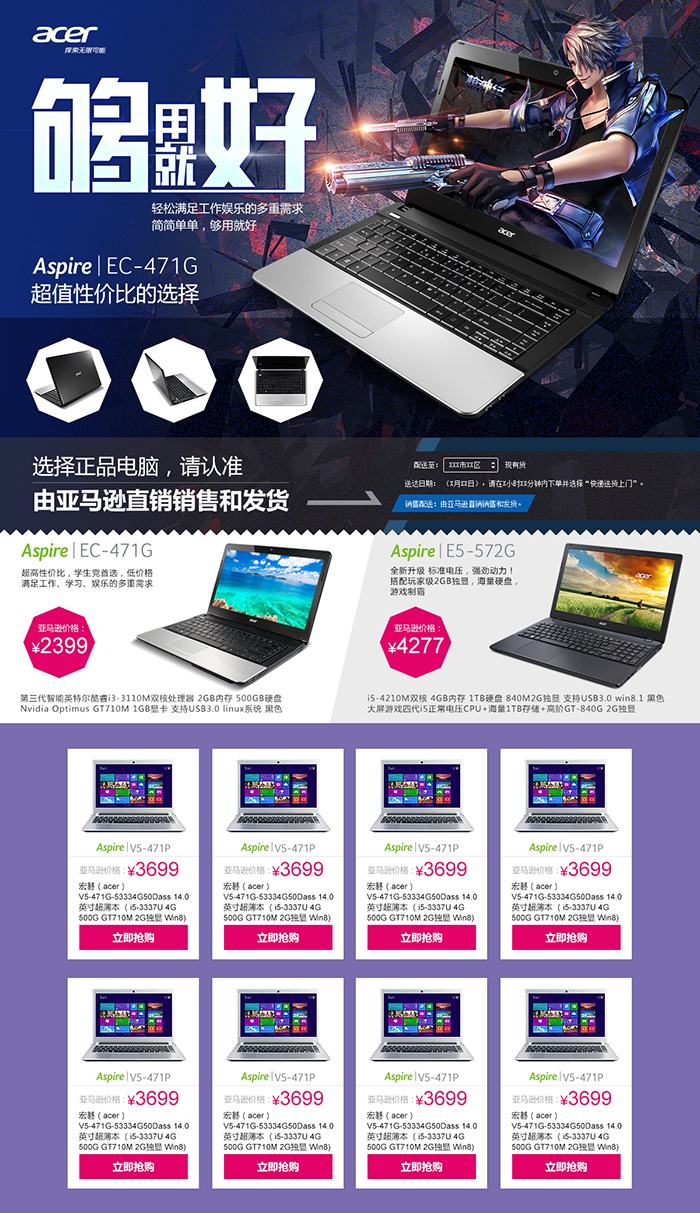 acer
探索无限可能
够用就好
轻松满足工作娱乐的多重需求
简简单单，够用就好
Aspire | EC-471G
超值性价比的选择
acer
选择正品电脑，请认准
由亚马逊直销销售和发货
配送至： XXX市XX区 现有货
送达日期： （X月XX日），请在X小时XX分钟内下单并选择“快递送货上门”。
销售配送：由亚马逊直销销售和发货。
Aspire | EC-471G
超高性价比，学生党首选，低价格
满足工作、学习、娱乐的多重需求
亚马逊价格：
¥2399
第三代智能英特尔酷睿i3-3110M双核处理器 2GB内存 500GB硬盘
Nvidia Optimus GT710M 1GB显卡 支持USB3.0 linux系统 黑色
Aspire | E5-572G
全新升级 标准电压，强劲动力！
搭配玩家级2GB独显，海量硬盘，
游戏制霸
acer
亚马逊价格：
¥4277
i5-4210M双核 4GB内存 1TB硬盘 840M2G独显 支持USB3.0 win8.1 黑色
大屏游戏四代i5正常电压CPU+海量1TB存储+高阶GT-840G 2G独显
Aspire | V5-471P
亚马逊价格：¥3699
宏碁（acer）
V5-471G-53334G50Dass 14.0
英寸超薄本（ i5-3337U 4G
500G GT710M 2G独显 Win8)
立即抢购
Aspire | V5-471P
亚马逊价格：¥3699
宏碁（acer）
V5-471G-53334G50Dass 14.0
英寸超薄本（ i5-3337U 4G
500G GT710M 2G独显 Win8)
立即抢购
Aspire | V5-471P
亚马逊价格：¥3699
宏碁（acer）
V5-471G-53334G50Dass 14.0
英寸超薄本（ i5-3337U 4G
500G GT710M 2G独显 Win8)
立即抢购
Aspire | V5-471P
亚马逊价格：¥3699
宏碁（acer）
V5-471G-53334G50Dass 14.0
英寸超薄本（ i5-3337U 4G
500G GT710M 2G独显 Win8)
立即抢购
Aspire | V5-471P
亚马逊价格：¥3699
宏碁（acer）
V5-471G-53334G50Dass 14.0
英寸超薄本（ i5-3337U 4G
500G GT710M 2G独显 Win8)
立即抢购
Aspire | V5-471P
亚马逊价格：¥3699
宏碁（acer）
V5-471G-53334G50Dass 14.0
英寸超薄本（ i5-3337U 4G
500G GT710M 2G独显 Win8)
立即抢购
Aspire | V5-471P
亚马逊价格：¥3699
宏碁（acer）
V5-471G-53334G50Dass 14.0
英寸超薄本（ i5-3337U 4G
500G GT710M 2G独显 Win8)
立即抢购
Aspire | V5-471P
亚马逊价格：¥3699
宏碁（acer）
V5-471G-53334G50Dass 14.0
英寸超薄本（ i5-3337U 4G
500G GT710M 2G独显 Win8)
立即抢购